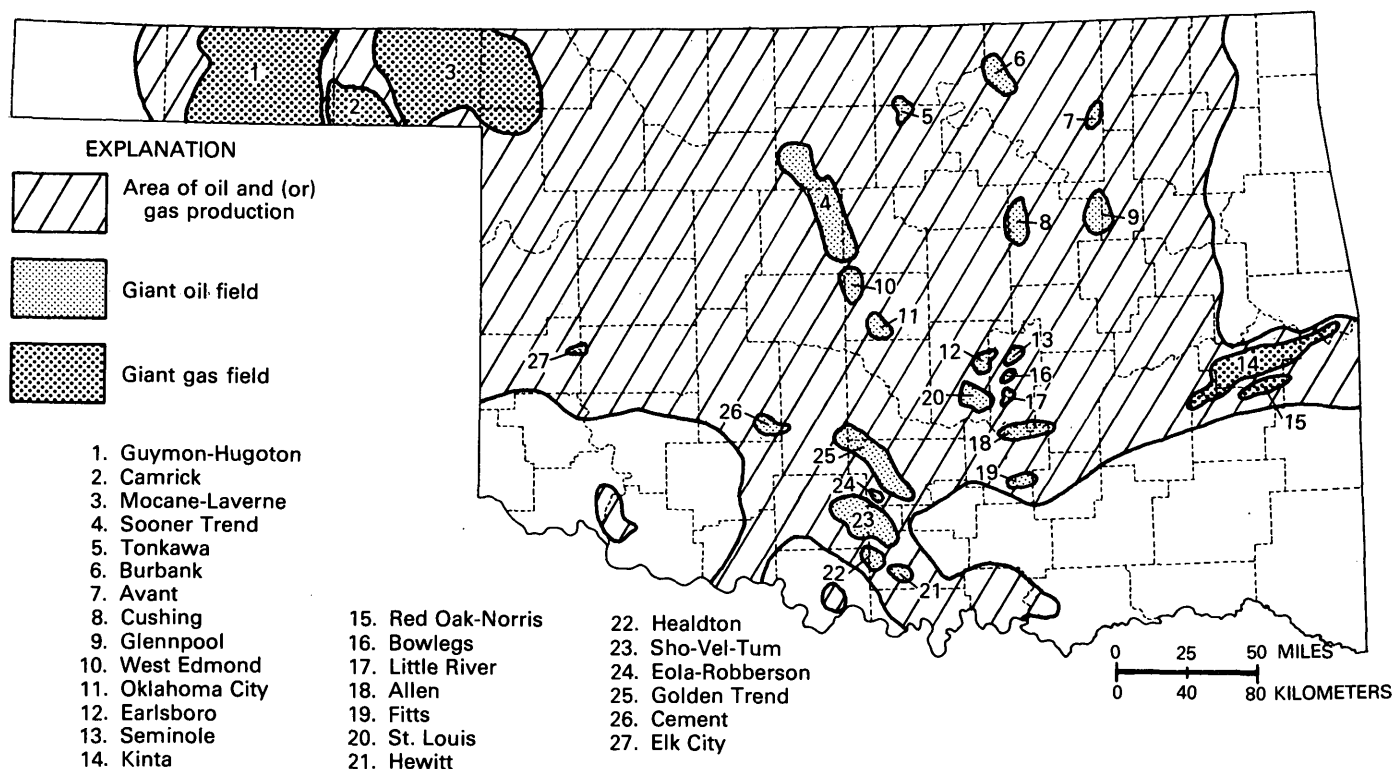 1
2
3
4
5
6
7
8
9
10
11
12
13
14
15
16
17
18
19
20
21
22
23
24
25
26
27
EXPLANATION
Area of oil and (or)
gas production
Giant oil field
Giant gas field
1. Guymon-Hugoton
2. Camrick
3. Mocane-Laverne
4. Sooner Trend
5. Tonkawa
6. Burbank
7. Avant
8. Cushing
9. Glennpool
10. West Edmond
11. Oklahoma City
12. Earlsboro
13. Seminole
14. Kinta
15. Red Oak-Norris
16. Bowlegs
17. Little River
18. Allen
19. Fitts
20. St. Louis
21. Hewitt
22. Healdton
23. Sho-Vel-Tum
24. Eola-Robberson
25. Golden Trend
26. Cement
27. Elk City
0 25 50 MILES
0 40 80 KILOMETERS